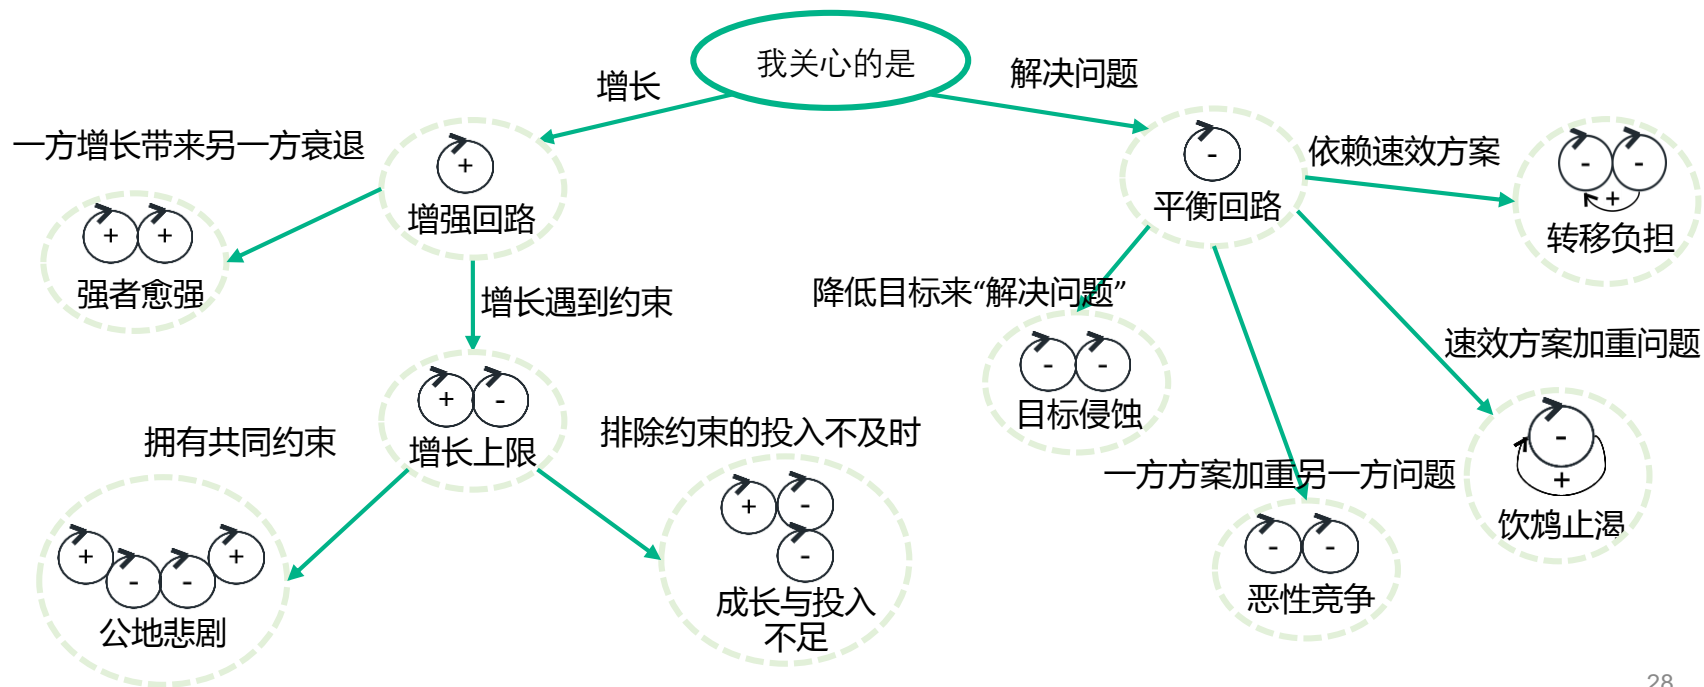 我关心的是
增长
解决问题
一方增长带来另一方衰退
+
增强回路
-
平衡回路
依赖速效方案
- -
+
转移负担
+ +
强者愈强
增长遇到约束
降低目标来“解决问题”
- -
目标侵蚀
速效方案加重问题
+ -
增长上限
拥有共同约束
排除约束的投入不及时
一方方案加重另一方问题
-
+
饮鸩止渴
+ - - +
公地悲剧
+ -
-
成长与投入
不足
- -
恶性竞争
28